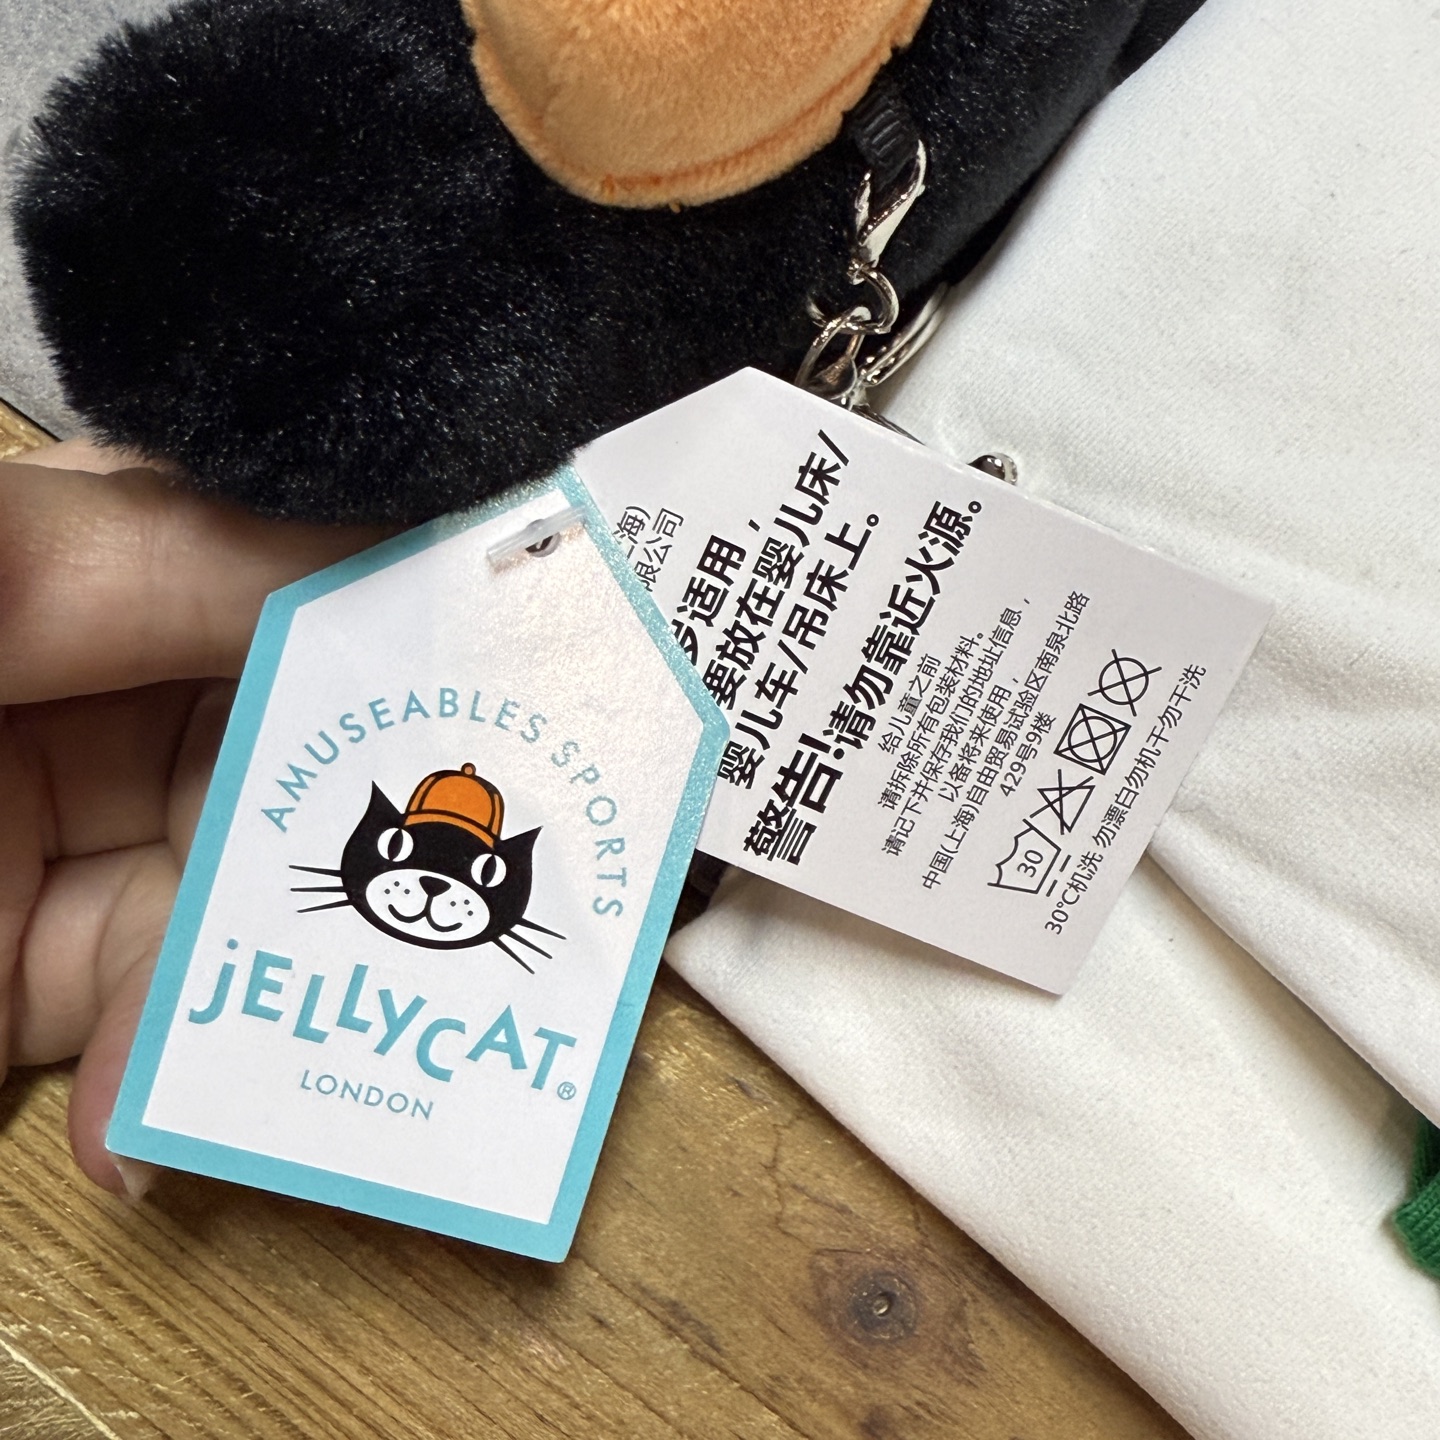 AMUSEABLES SPORTS
JELLYCAT®
LONDON
上海)
限公司
岁适用,
要放在婴儿床/
婴儿车/吊床上。
警告!请勿靠近火源。
给儿童之前
请拆除所有包装材料。
请记下并保存我们的地址信息,
以备将来使用,
中国(上海)自由贸易试验区南泉北路
429号9楼
30
30℃机洗 勿漂白勿机干勿干洗